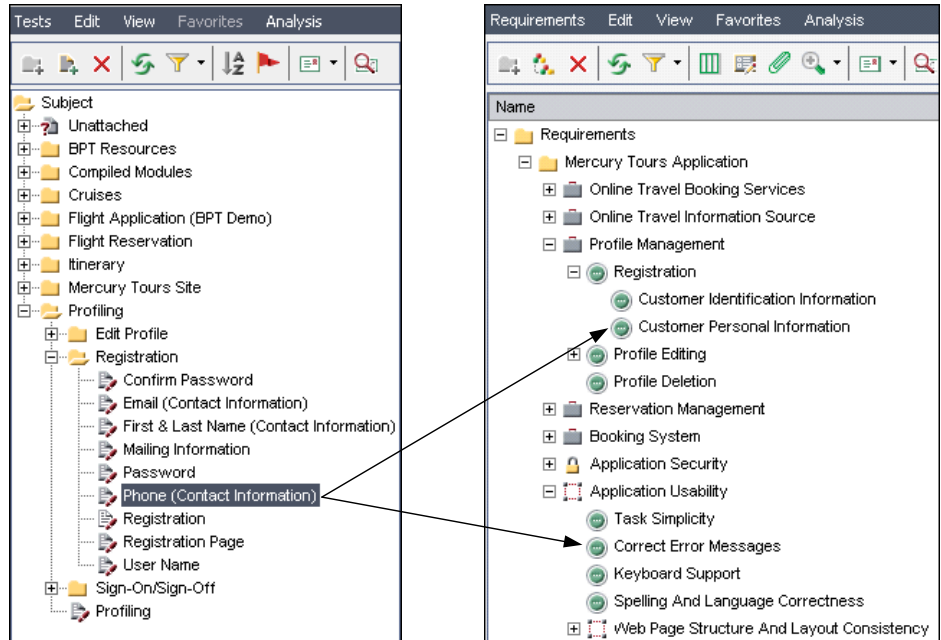 Tests Edit View Favorites Analysis
Subject
Unattached
BPT Resources
Compiled Modules
Cruises
Flight Application (BPT Demo)
Flight Reservation
Itinerary
Mercury Tours Site
Profiling
Edit Profile
Registration
Confirm Password
Email (Contact Information)
First & Last Name (Contact Information)
Mailing Information
Password
Phone (Contact Information)
Registration
Registration Page
User Name
Sign-On/Sign-Off
Profiling
Requirements Edit View Favorites Analysis
Name
Requirements
Mercury Tours Application
Online Travel Booking Services
Online Travel Information Source
Profile Management
Registration
Customer Identification Information
Customer Personal Information
Profile Editing
Profile Deletion
Reservation Management
Booking System
Application Security
Application Usability
Task Simplicity
Correct Error Messages
Keyboard Support
Spelling And Language Correctness
Web Page Structure And Layout Consistency